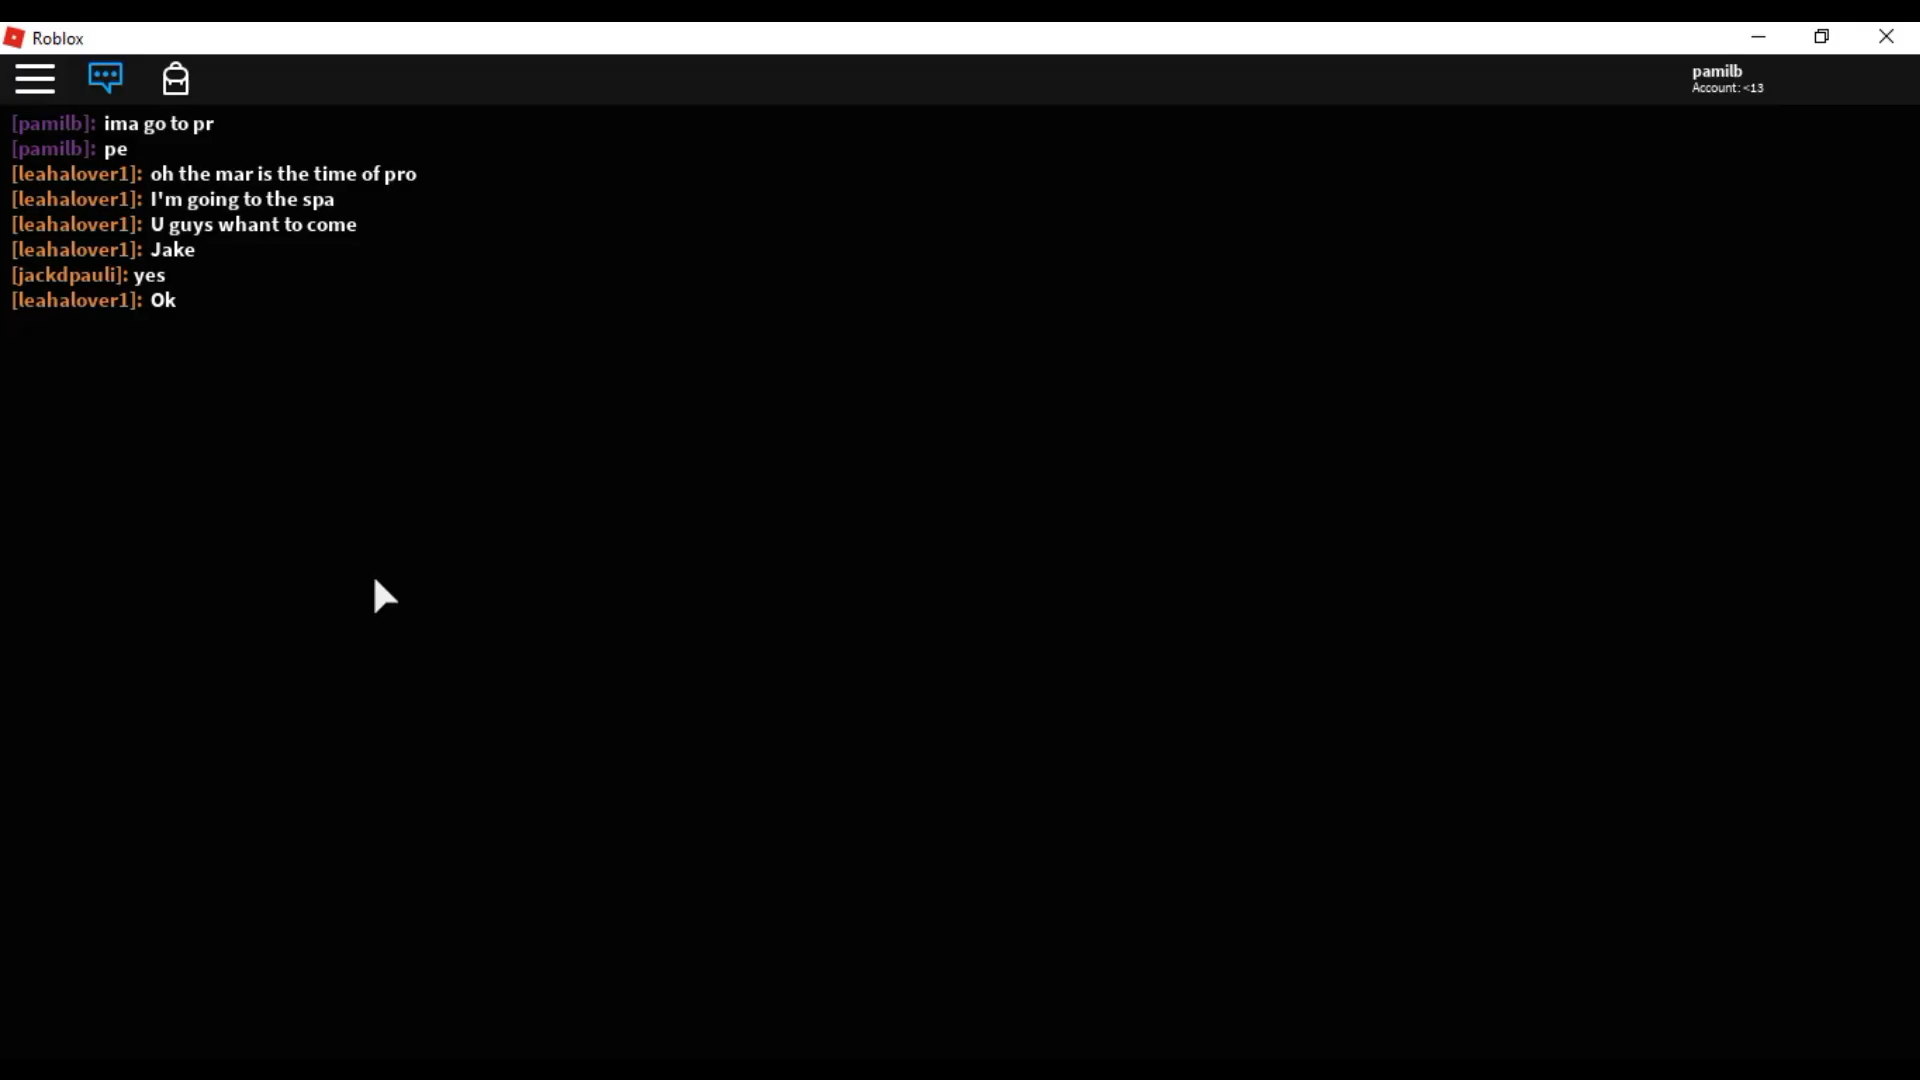 Roblox
pamilb
Account: <13
[pamilb]: ima go to pr
[pamilb]: pe
[leahalover1]: oh the mar is the time of pro
[leahalover1]: I'm going to the spa
[leahalover1]: U guys whant to come
[leahalover1]: Jake
[jackdpauli]: yes
[leahalover1]: Ok